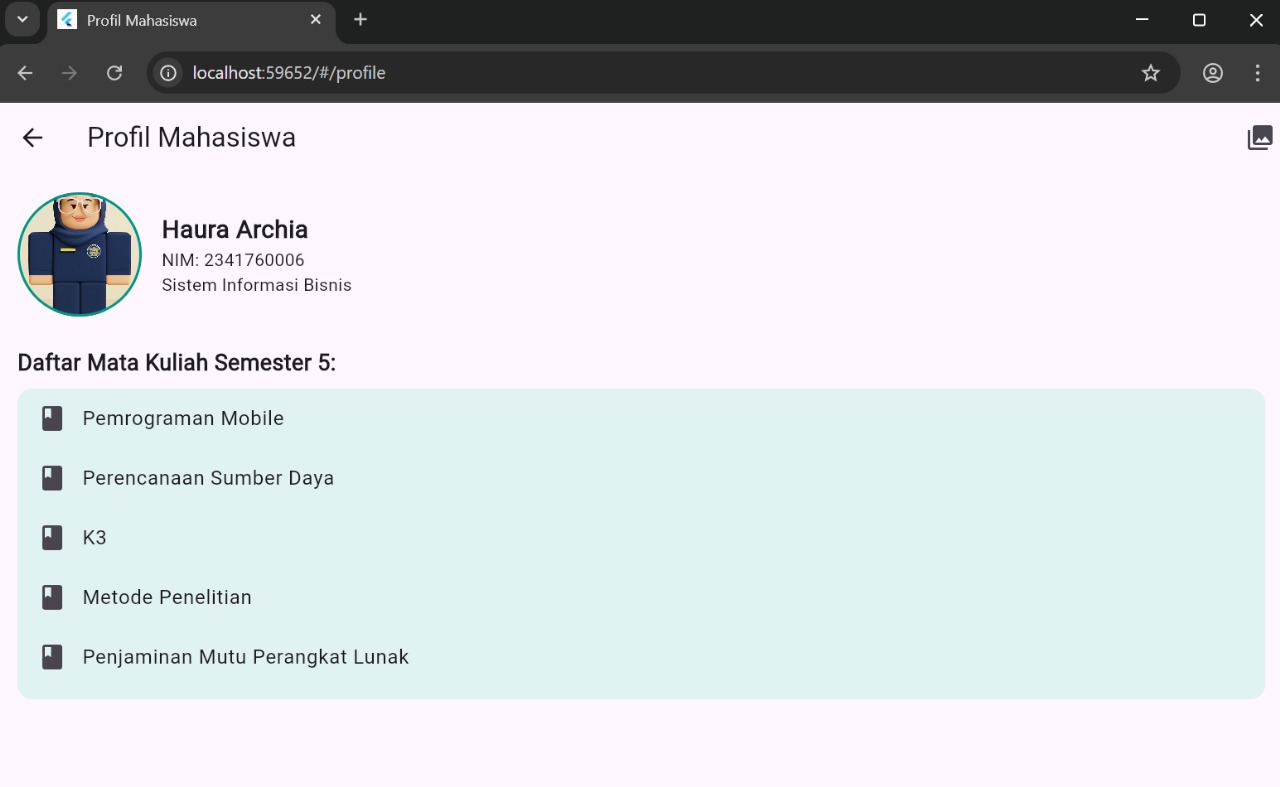 Profil Mahasiswa
localhost:59652/#/profile
Profil Mahasiswa
Haura Archia
NIM: 2341760006
Sistem Informasi Bisnis
Daftar Mata Kuliah Semester 5:
Pemrograman Mobile
Perencanaan Sumber Daya
K3
Metode Penelitian
Penjaminan Mutu Perangkat Lunak